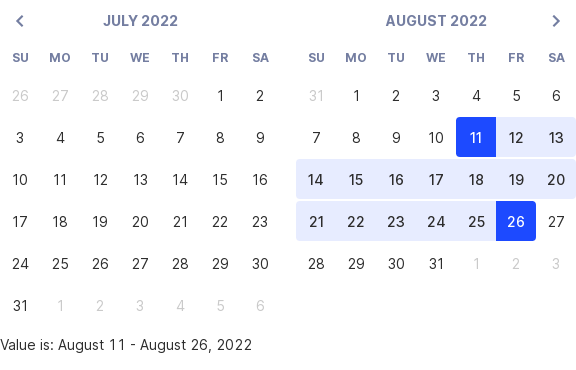 JULY 2022
SU MO TU WE TH FR SA
26 27 28 29 30 1 2
3 4 5 6 7 8 9
10 11 12 13 14 15 16
17 18 19 20 21 22 23
24 25 26 27 28 29 30
31 1 2 3 4 5 6
AUGUST 2022
SU MO TU WE TH FR SA
31 1 2 3 4 5 6
7 8 9 10 11 12 13
14 15 16 17 18 19 20
21 22 23 24 25 26 27
28 29 30 31 1 2 3
Value is: August 11 - August 26, 2022